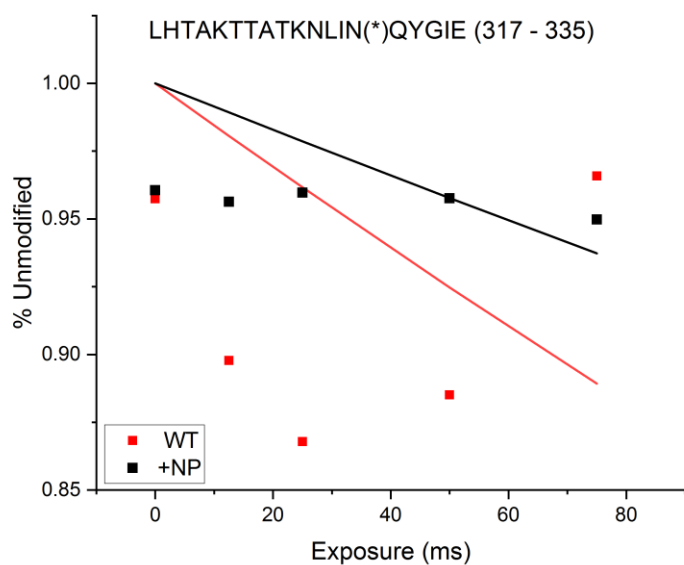 LHTAKTTATKNLIN(*)QYGIE (317 - 335)
1.00
0.95
0.90
0.85
% Unmodified
WT
+NP
0 20 40 60 80
Exposure (ms)